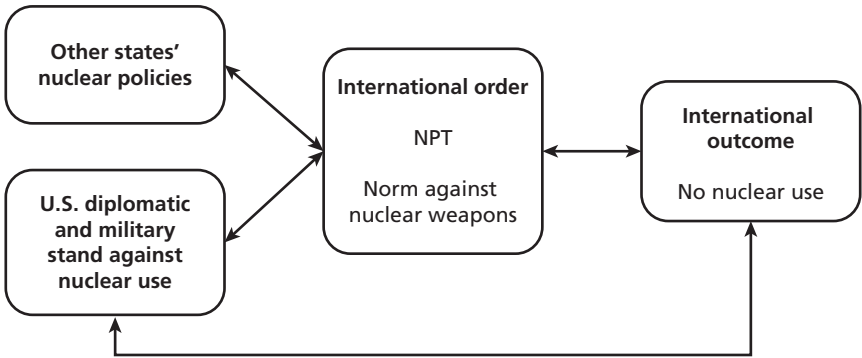 Other states’
nuclear policies
U.S. diplomatic
and military
stand against
nuclear use
International order
NPT
Norm against
nuclear weapons
International
outcome
No nuclear use